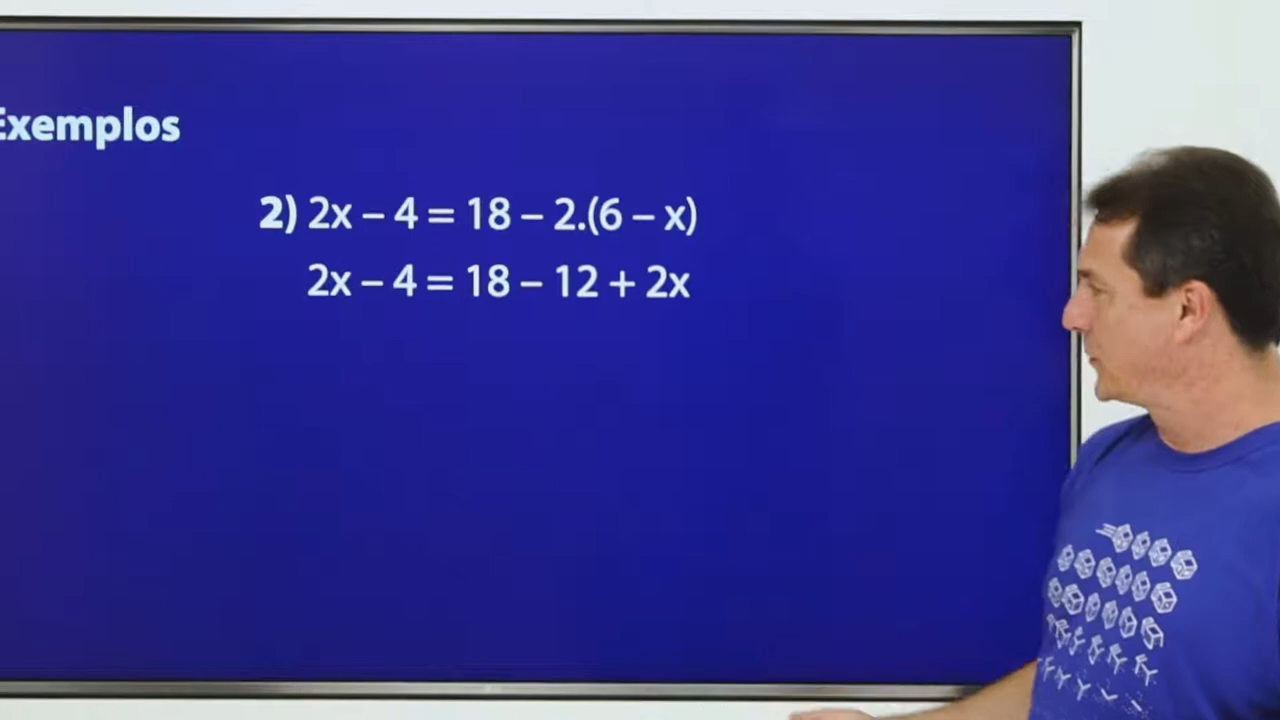 Exemplos
2) 2x – 4 = 18 – 2.(6 – x)
2x – 4 = 18 – 12 + 2x